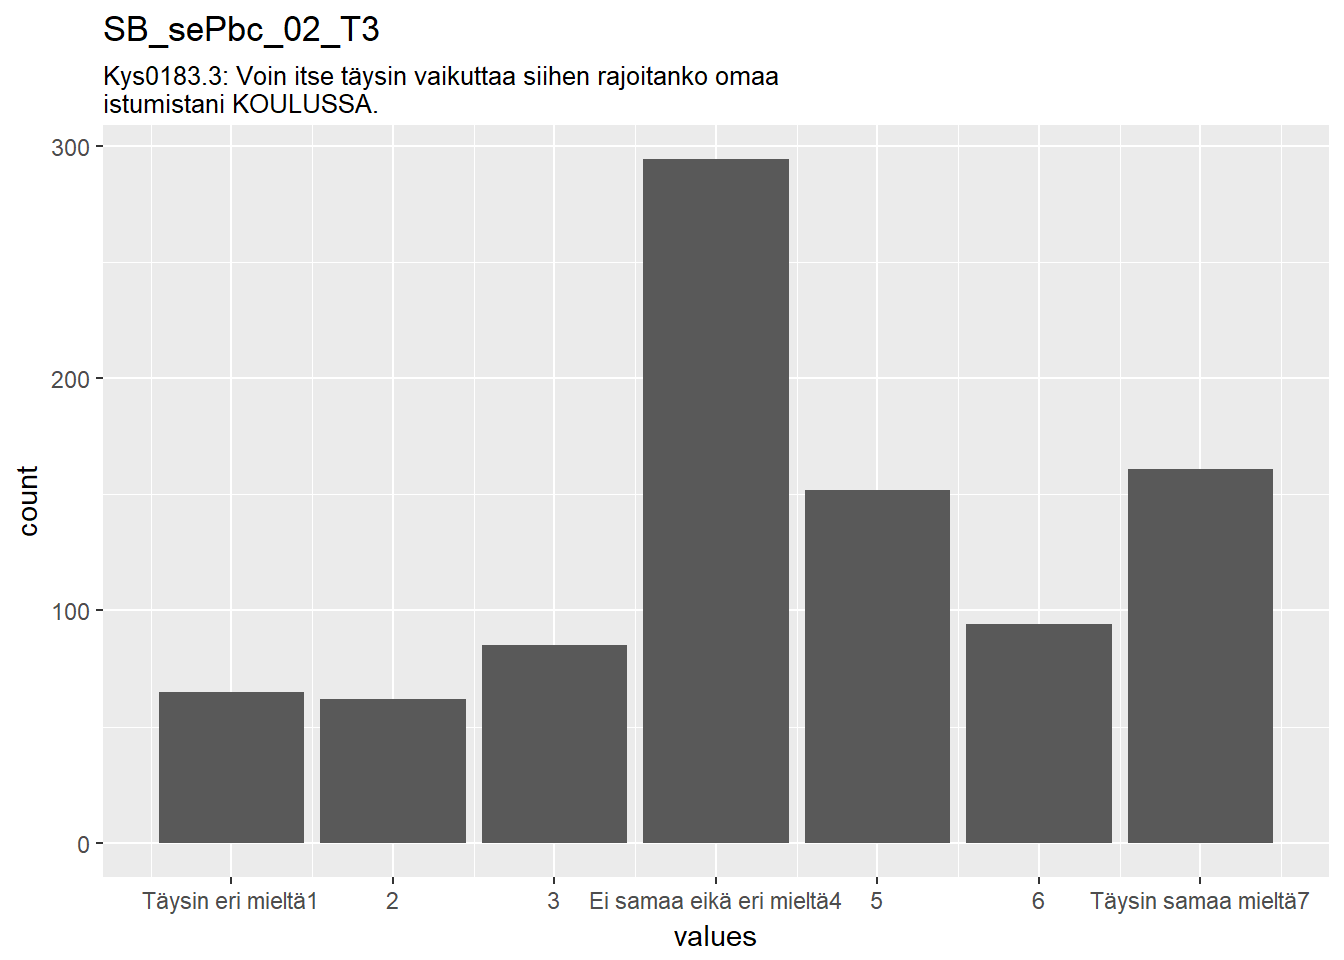 SB_sePbc_02_T3
Kys0183.3: Voin itse täysin vaikuttaa siihen rajoitanko omaa
istumistani KOULUSSA.
300
200
100
0
count
Täysin eri mieltä1 2 3 Ei samaa eikä eri mieltä4 5 6 Täysin samaa mieltä7
values